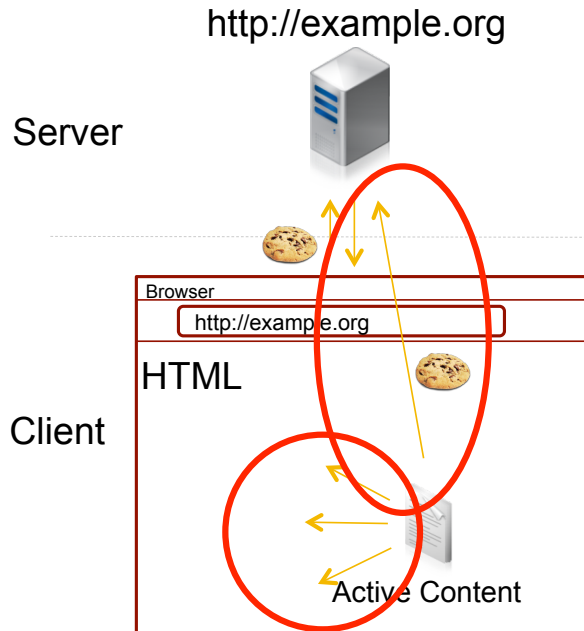 http://example.org
Server
Browser
http://example.org
HTML
Client
Active Content